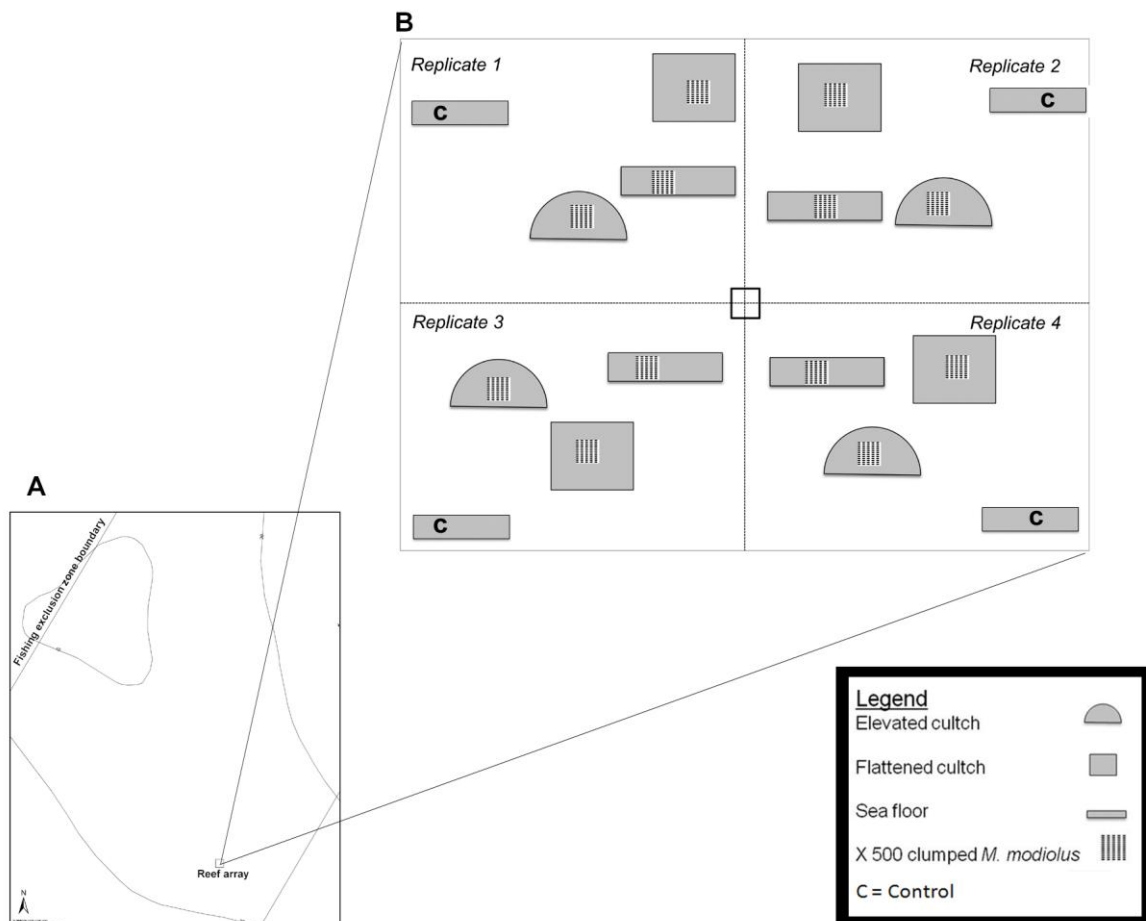 B
Replicate 1
Replicate 2
C
C
Replicate 3
Replicate 4
C
C
A
Fishing exclusion zone boundary
Reef array
N
Legend
Elevated cultch
Flattened cultch
Sea floor
X 500 clumped M. modiolus
C = Control